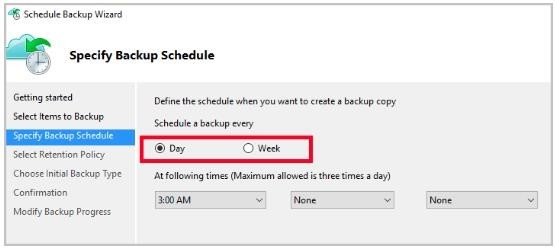 Schedule Backup Wizard
Specify Backup Schedule
Getting started
Select Items to Backup
Specify Backup Schedule
Select Retention Policy
Choose Initial Backup Type
Confirmation
Modify Backup Progress
Define the schedule when you want to create a backup copy
Schedule a backup every
Day Week
At following times (Maximum allowed is three times a day)
3:00 AM None None